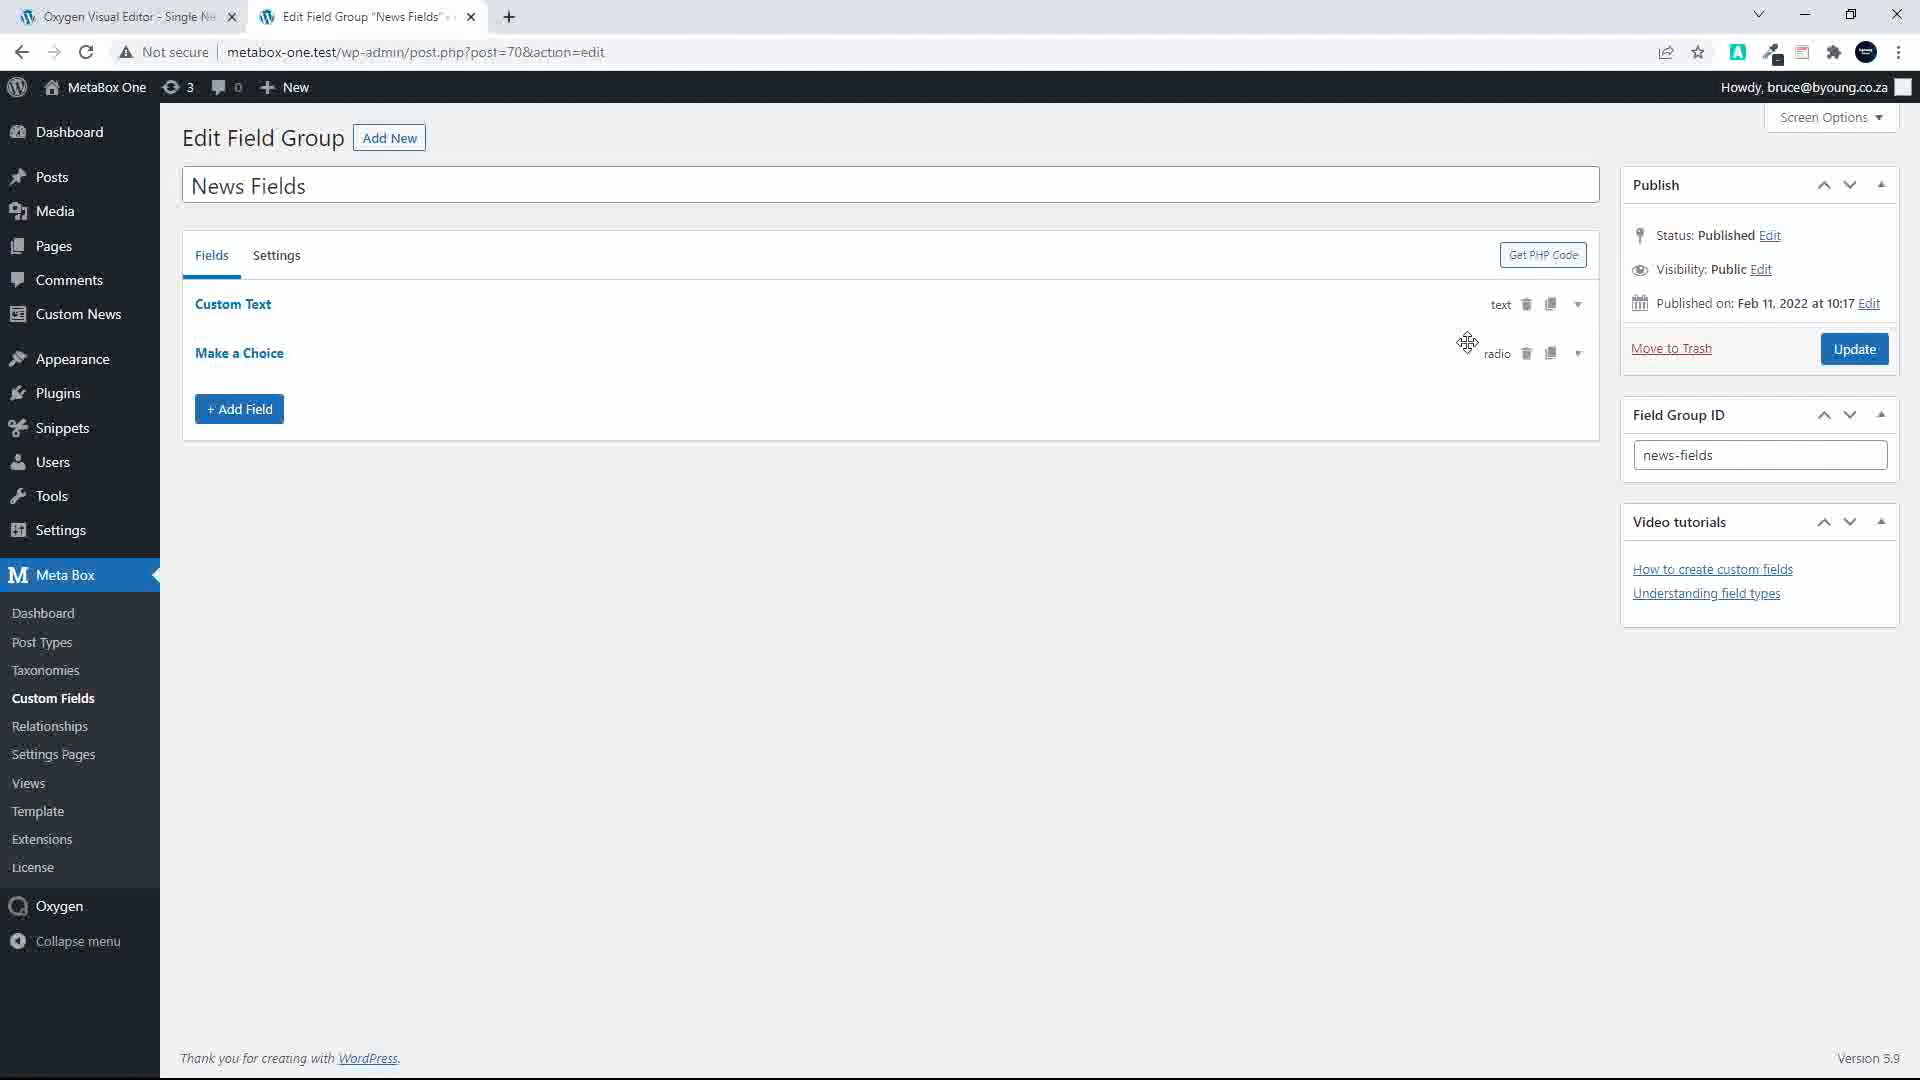 Oxygen Visual Editor - Single Ne
Edit Field Group "News Fields" ‹
Not secure
metabox-one.test/wp-admin/post.php?post=70&action=edit
MetaBox One
3
0
New
Howdy, bruce@byoung.co.za
Screen Options
Dashboard
Posts
Media
Pages
Comments
Custom News
Appearance
Plugins
Snippets
Users
Tools
Settings
Meta Box
Dashboard
Post Types
Taxonomies
Custom Fields
Relationships
Settings Pages
Views
Template
Extensions
License
Oxygen
Collapse menu
Edit Field Group
Add New
News Fields
Fields
Settings
Get PHP Code
Custom Text
text
Make a Choice
radio
+ Add Field
Publish
Status: Published Edit
Visibility: Public Edit
Published on: Feb 11, 2022 at 10:17 Edit
Move to Trash
Update
Field Group ID
news-fields
Video tutorials
How to create custom fields
Understanding field types
Thank you for creating with WordPress.
Version 5.9